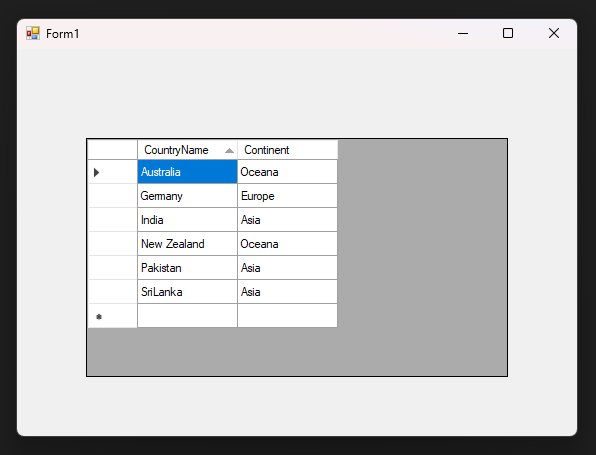 Form1
CountryName Continent
Australia Oceana
Germany Europe
India Asia
New Zealand Oceana
Pakistan Asia
SriLanka Asia